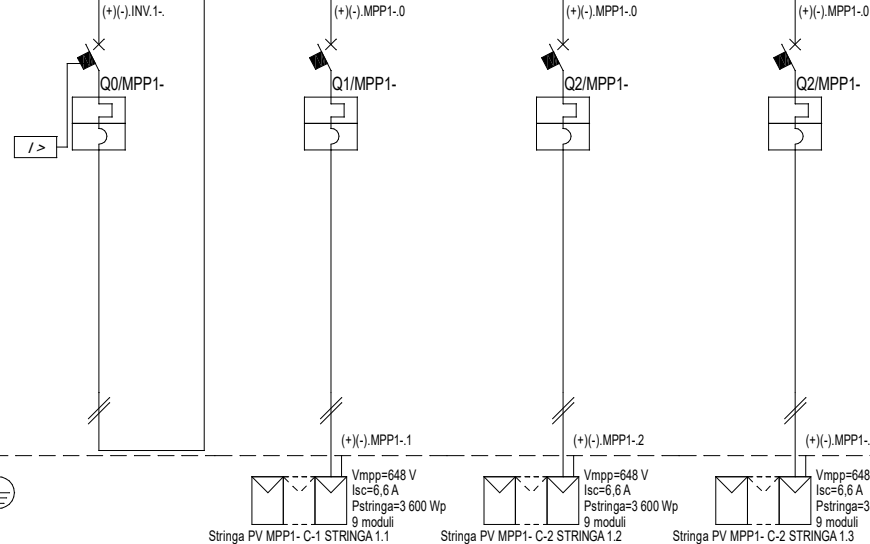 (+)(-).INV.1-.
(+)(-).MPP1-.0
(+)(-).MPP1-.0
(+)(-).MPP1-.0
Q0/MPP1-
Q1/MPP1-
Q2/MPP1-
Q2/MPP1-
I >
(+)(-).MPP1-.1
(+)(-).MPP1-.2
(+)(-).MPP1-.
Vmpp=648 V
Isc=6,6 A
Pstringa=3 600 Wp
9 moduli
Stringa PV MPP1- C-1 STRINGA 1.1
Vmpp=648 V
Isc=6,6 A
Pstringa=3 600 Wp
9 moduli
Stringa PV MPP1- C-2 STRINGA 1.2
Vmpp=648
Isc=6,6 A
Pstringa=3
9 moduli
Stringa PV MPP1- C-2 STRINGA 1.3